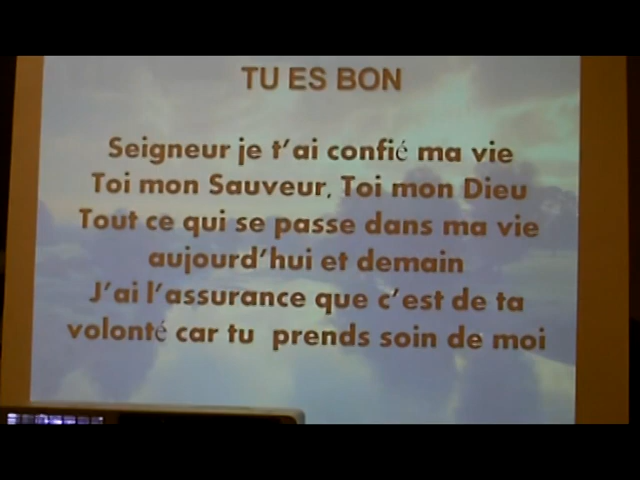 TU ES BON
Seigneur je t'ai confié ma vie
Toi mon Sauveur, Toi mon Dieu
Tout ce qui se passe dans ma vie
aujourd'hui et demain
J'ai l'assurance que c'est de ta
volonté car tu prends soin de moi